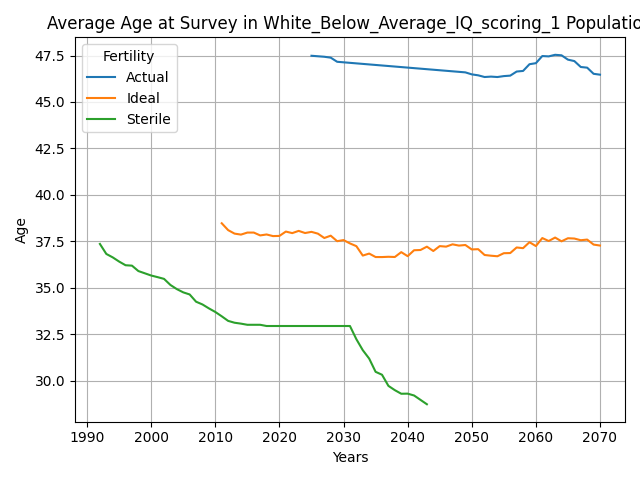 Average Age at Survey in White_Below_Average_IQ_scoring_1 Populatio
Fertility
Actual
Ideal
Sterile
47.5
45.0
42.5
40.0
37.5
35.0
32.5
30.0
Age
1990 2000 2010 2020 2030 2040 2050 2060 2070
Years